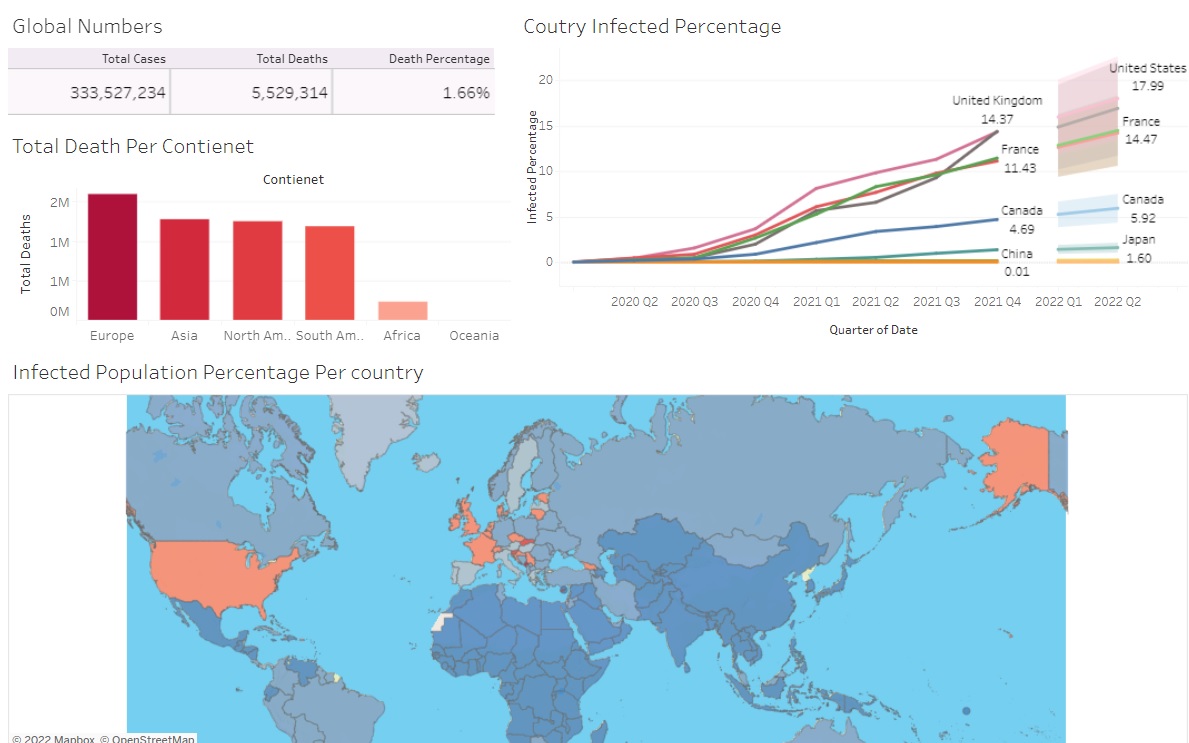 Global Numbers
Total Cases Total Deaths Death Percentage
333,527,234 5,529,314 1.66%
Total Death Per Contienet
Contienet
Total Deaths
2M
1M
1M
0M
Europe Asia North Am.. South Am.. Africa Oceania
Coutry Infected Percentage
Infected Percentage
20
15
10
5
0
United Kingdom
14.37
France
11.43
Canada
4.69
China
0.01
United States
17.99
France
14.47
Canada
5.92
Japan
1.60
2020 Q2 2020 Q3 2020 Q4 2021 Q1 2021 Q2 2021 Q3 2021 Q4 2022 Q1 2022 Q2
Quarter of Date
Infected Population Percentage Per country
© 2022 Mapbox © OpenStreetMap